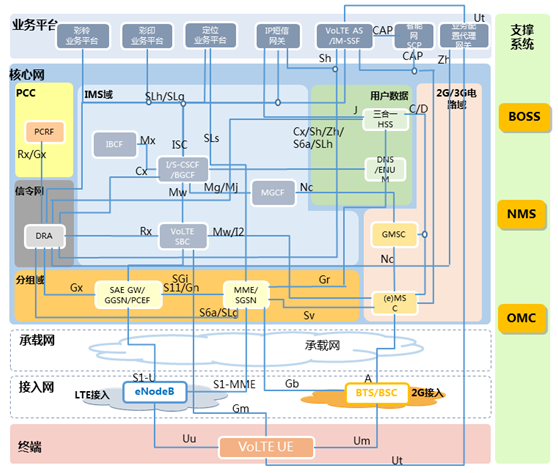 业务平台
彩铃
业务平台
彩印
业务平台
定位
业务平台
IP短信
网关
VoLTE AS
/IM-SSF
CAP
智能
网
SCP
业务配
置代理
网关
Ut
支撑
系统
Sh
CAP
Zh
核心网
PCC
IMS域
SLh/SLg
用户数据
2G/3G电
路域
PCRF
Rx/Gx
IBCF
Mx
ISC
SLs
J
三合一
HSS
C/D
BOSS
Cx/Sh/Zh/
S6a/SLh
Cx
I/S-CSCF
/BGCF
DNS
/ENU
M
信令网
Mw
Mg/Mj
MGCF
Nc
NMS
DRA
Rx
VoLTE
SBC
Mw/I2
GMSC
Nc
分组域
SGi
Gx
SAE GW/
GGSN/PCEF
S11/Gn
MME/
SGSN
Gr
(e)MS
C
S6a/SLg
Sv
OMC
承载网
承载网
接入网
S1-U
S1-MME
Gb
A
LTE接入
eNodeB
BTS/BSC
2G接入
Gm
终端
Uu
VoLTE UE
Um
Ut